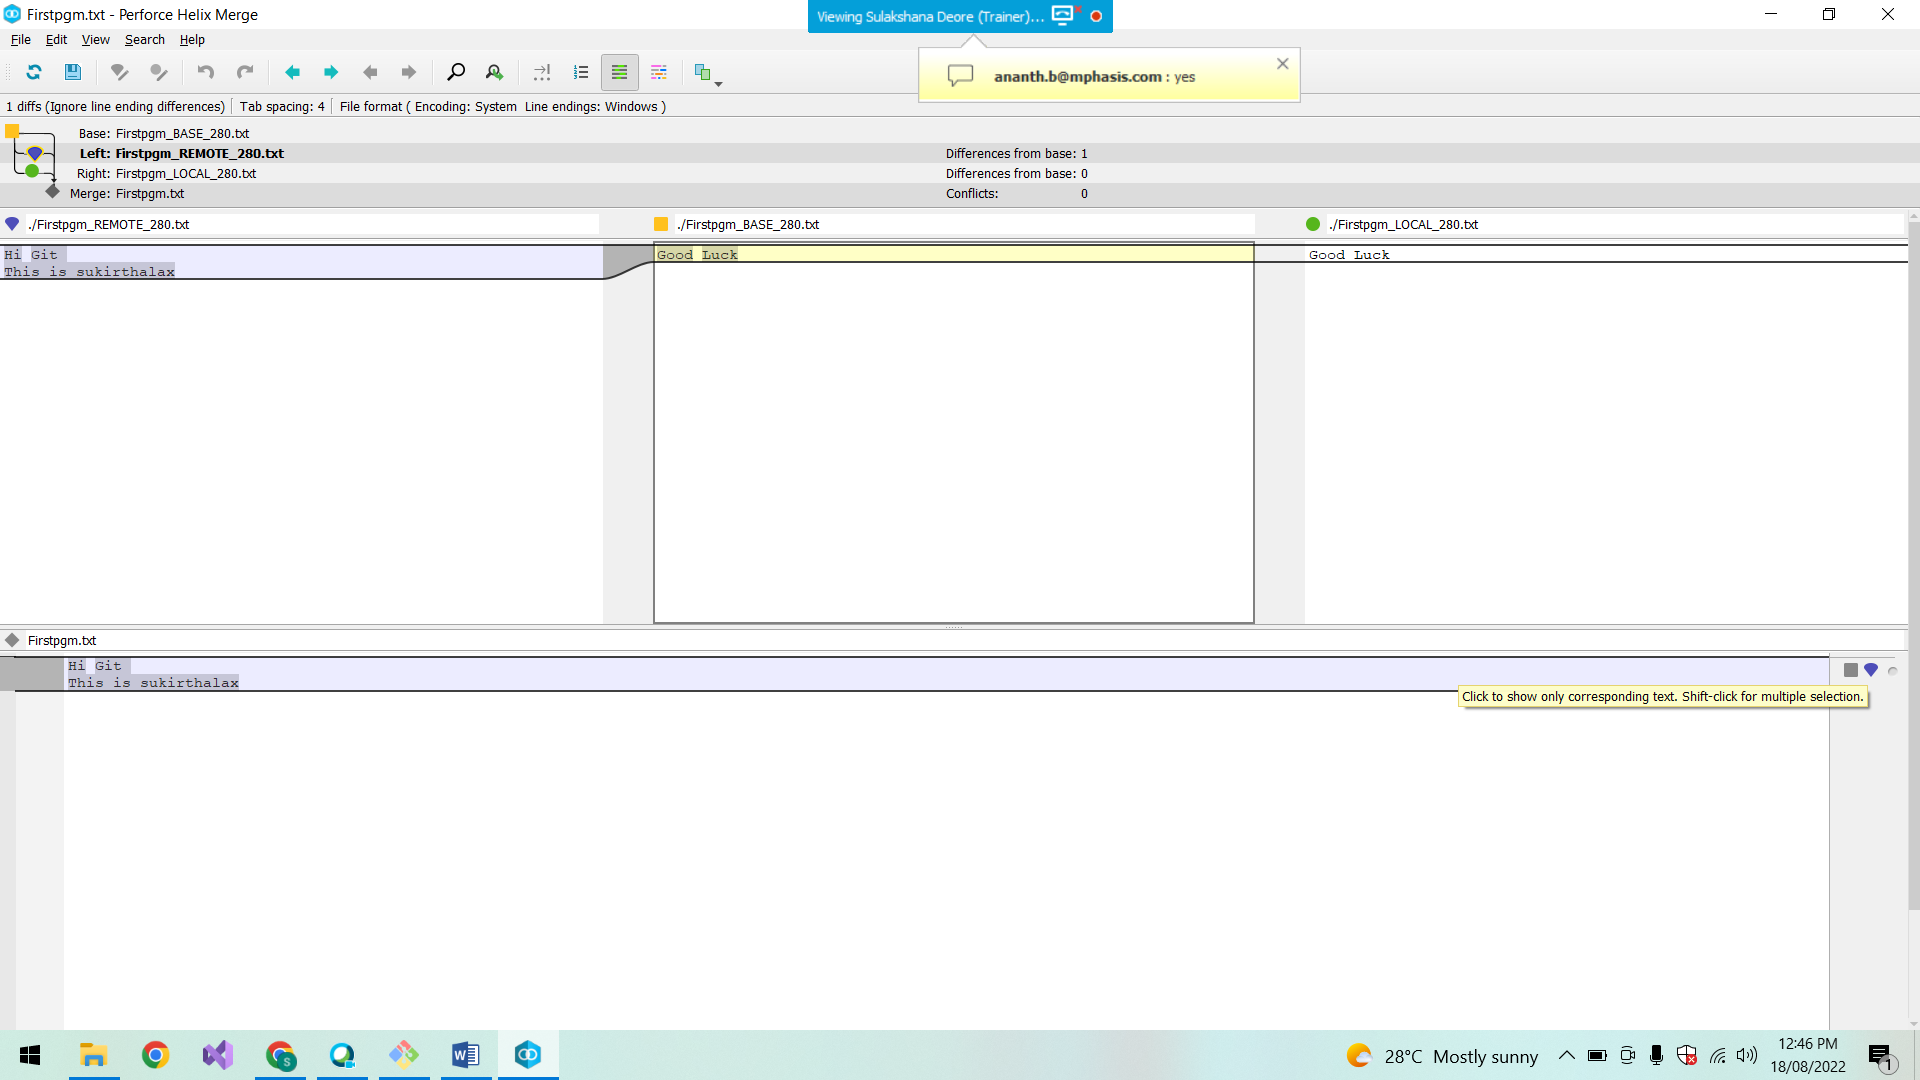 Firstpgm.txt - Perforce Helix Merge
Viewing Sulakshana Deore (Trainer)...
File Edit View Search Help
ananth.b@mphasis.com : yes
1 diffs (Ignore line ending differences) Tab spacing: 4 File format ( Encoding: System Line endings: Windows )
Base: Firstpgm_BASE_280.txt
Left: Firstpgm_REMOTE_280.txt Differences from base: 1
Right: Firstpgm_LOCAL_280.txt Differences from base: 0
Merge: Firstpgm.txt Conflicts: 0
./Firstpgm_REMOTE_280.txt ./Firstpgm_BASE_280.txt ./Firstpgm_LOCAL_280.txt
Hi Git Good Luck Good Luck
This is sukirthalax
Firstpgm.txt
Hi Git
This is sukirthalax
Click to show only corresponding text. Shift-click for multiple selection.
28°C Mostly sunny
12:46 PM
18/08/2022
1